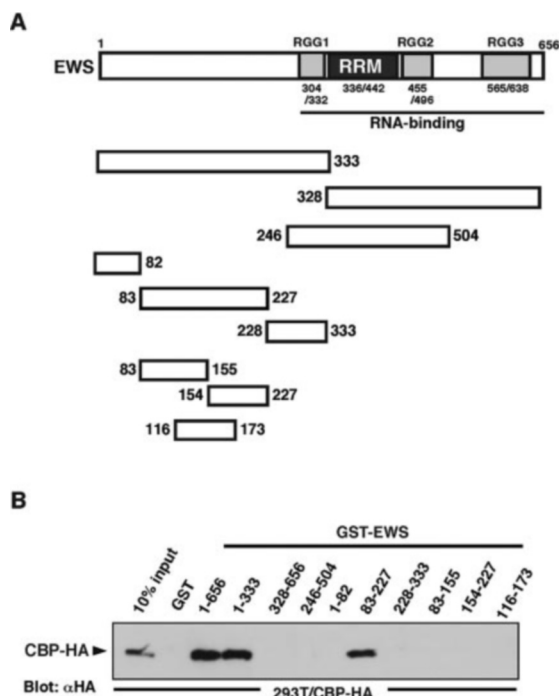 A
1
RGG1
RGG2
RGG3
656
EWS
RRM
304
/332
336/442
455
/496
565/638
RNA-binding
333
328
246
504
82
83
227
228
333
83
155
154
227
116
173
B
GST-EWS
10% input
GST
1-656
1-333
328-656
246-504
1-82
83-227
228-333
83-155
154-227
116-173
CBP-HA
Blot: αHA
293T/CBP-HA